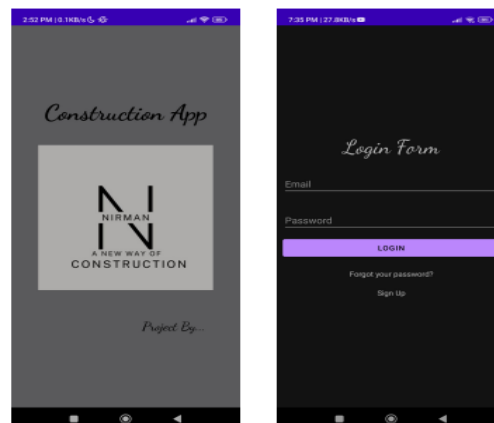 2:52 PM | 0.1KB/s
Construction App
N
NIRMAN
N
A NEW WAY OF
CONSTRUCTION
Project By...
7:35 PM | 27.8KB/s
Login Form
Email
Password
LOGIN
Forgot your password?
Sign Up